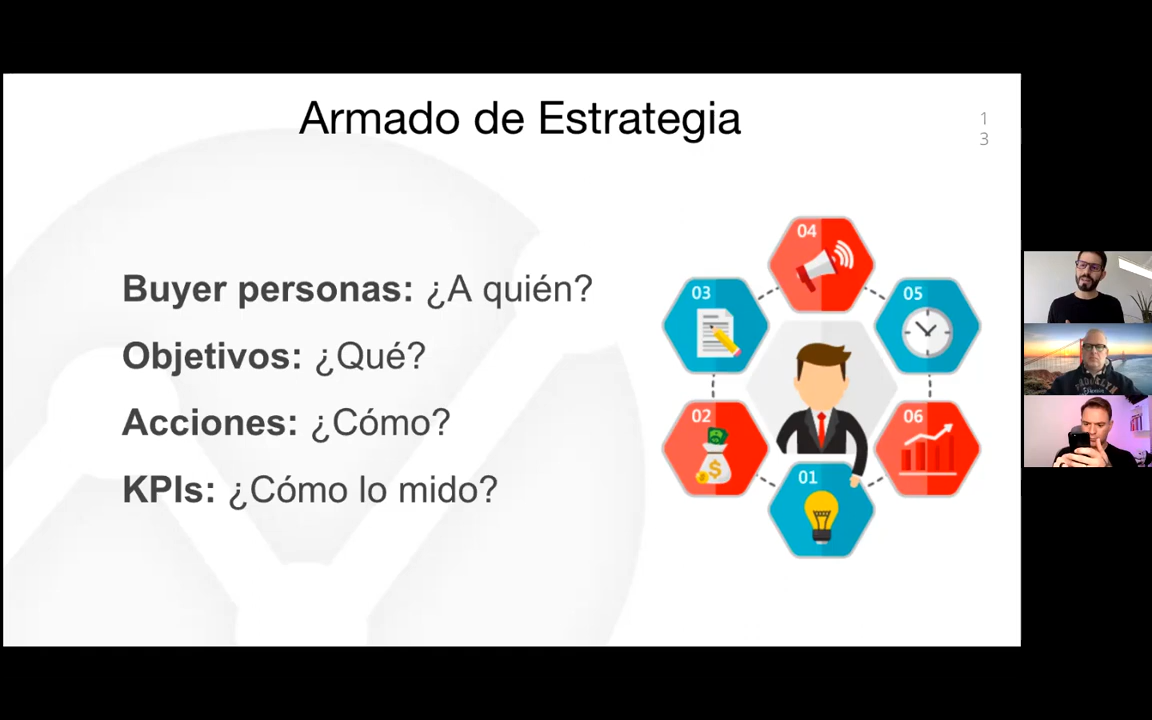 Armado de Estrategia
1
3
Buyer personas: ¿A quién?
Objetivos: ¿Qué?
Acciones: ¿Cómo?
KPIs: ¿Cómo lo mido?
04
03
05
02
$
06
01
BROOKLYN